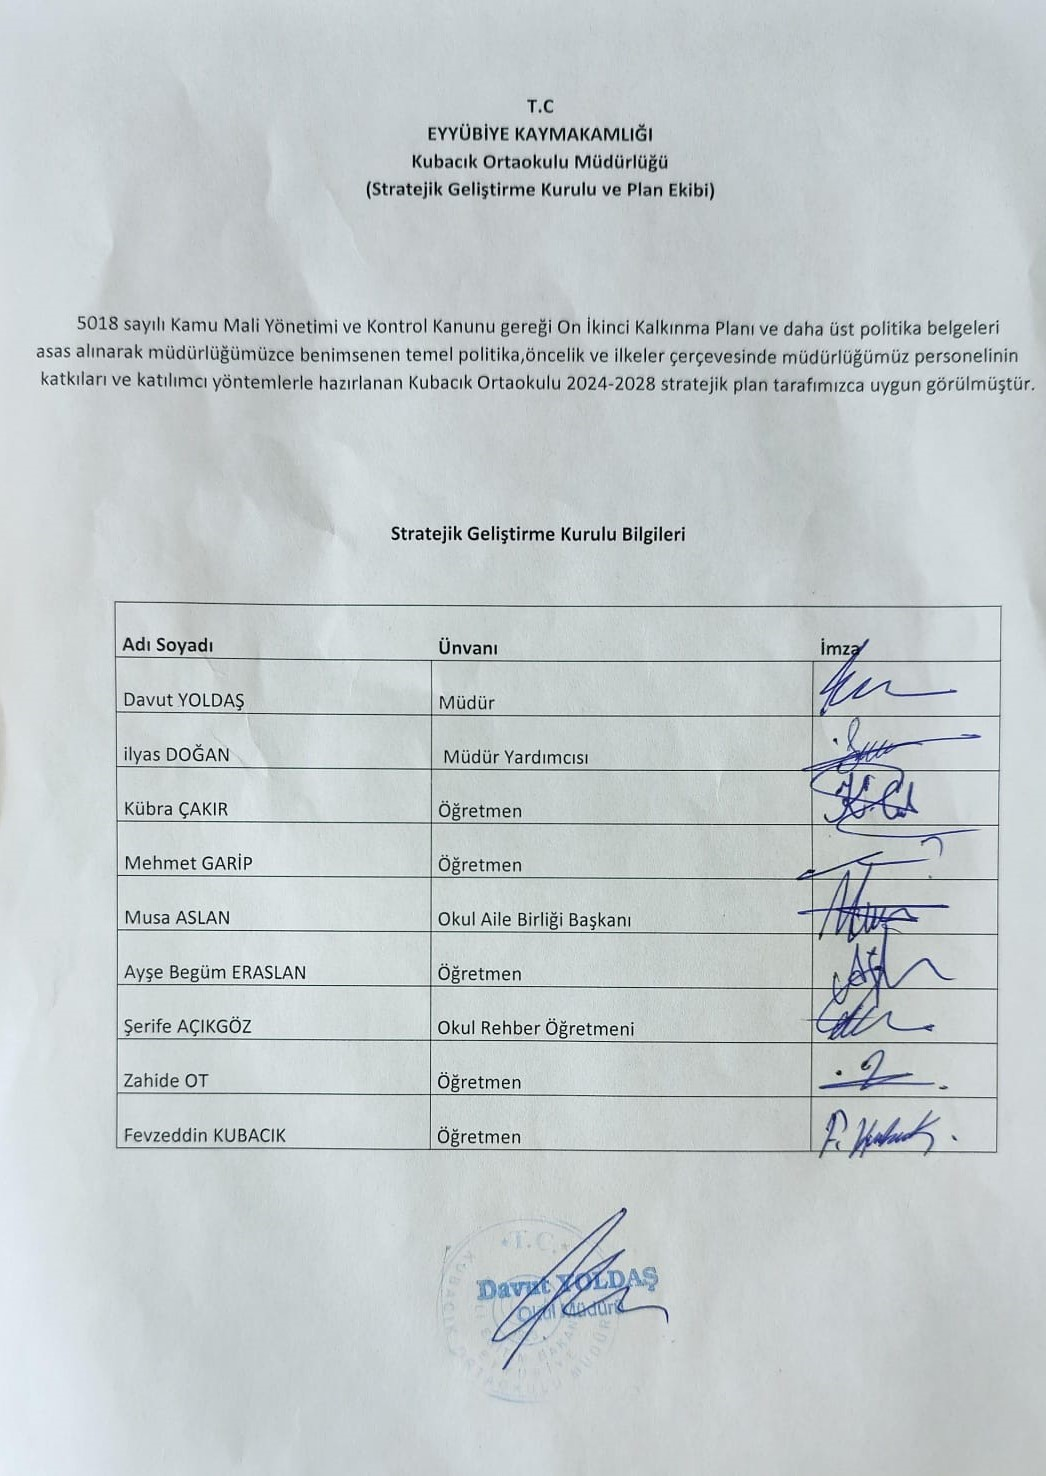 T.C
EYYÜBİYE KAYMAKAMLIĞI
Kubacık Ortaokulu Müdürlüğü
(Stratejik Geliştirme Kurulu ve Plan Ekibi)
5018 sayılı Kamu Mali Yönetimi ve Kontrol Kanunu gereği On İkinci Kalkınma Planı ve daha üst politika belgeleri
asas alınarak müdürlüğümüzce benimsenen temel politika,öncelik ve ilkeler çerçevesinde müdürlüğümüz personelinin
katkıları ve katılımcı yöntemlerle hazırlanan Kubacık Ortaokulu 2024-2028 stratejik plan tarafımızca uygun görülmüştür.
Stratejik Geliştirme Kurulu Bilgileri
Adı Soyadı Ünvanı İmza
Davut YOLDAŞ Müdür
ilyas DOĞAN Müdür Yardımcısı
Kübra ÇAKIR Öğretmen
Mehmet GARİP Öğretmen
Musa ASLAN Okul Aile Birliği Başkanı
Ayşe Begüm ERASLAN Öğretmen
Şerife AÇIKGÖZ Okul Rehber Öğretmeni
Zahide OT Öğretmen
Fevzeddin KUBACIK Öğretmen F. Kubacık
T.C.
Davut YOLDAŞ
Okul Müdürü